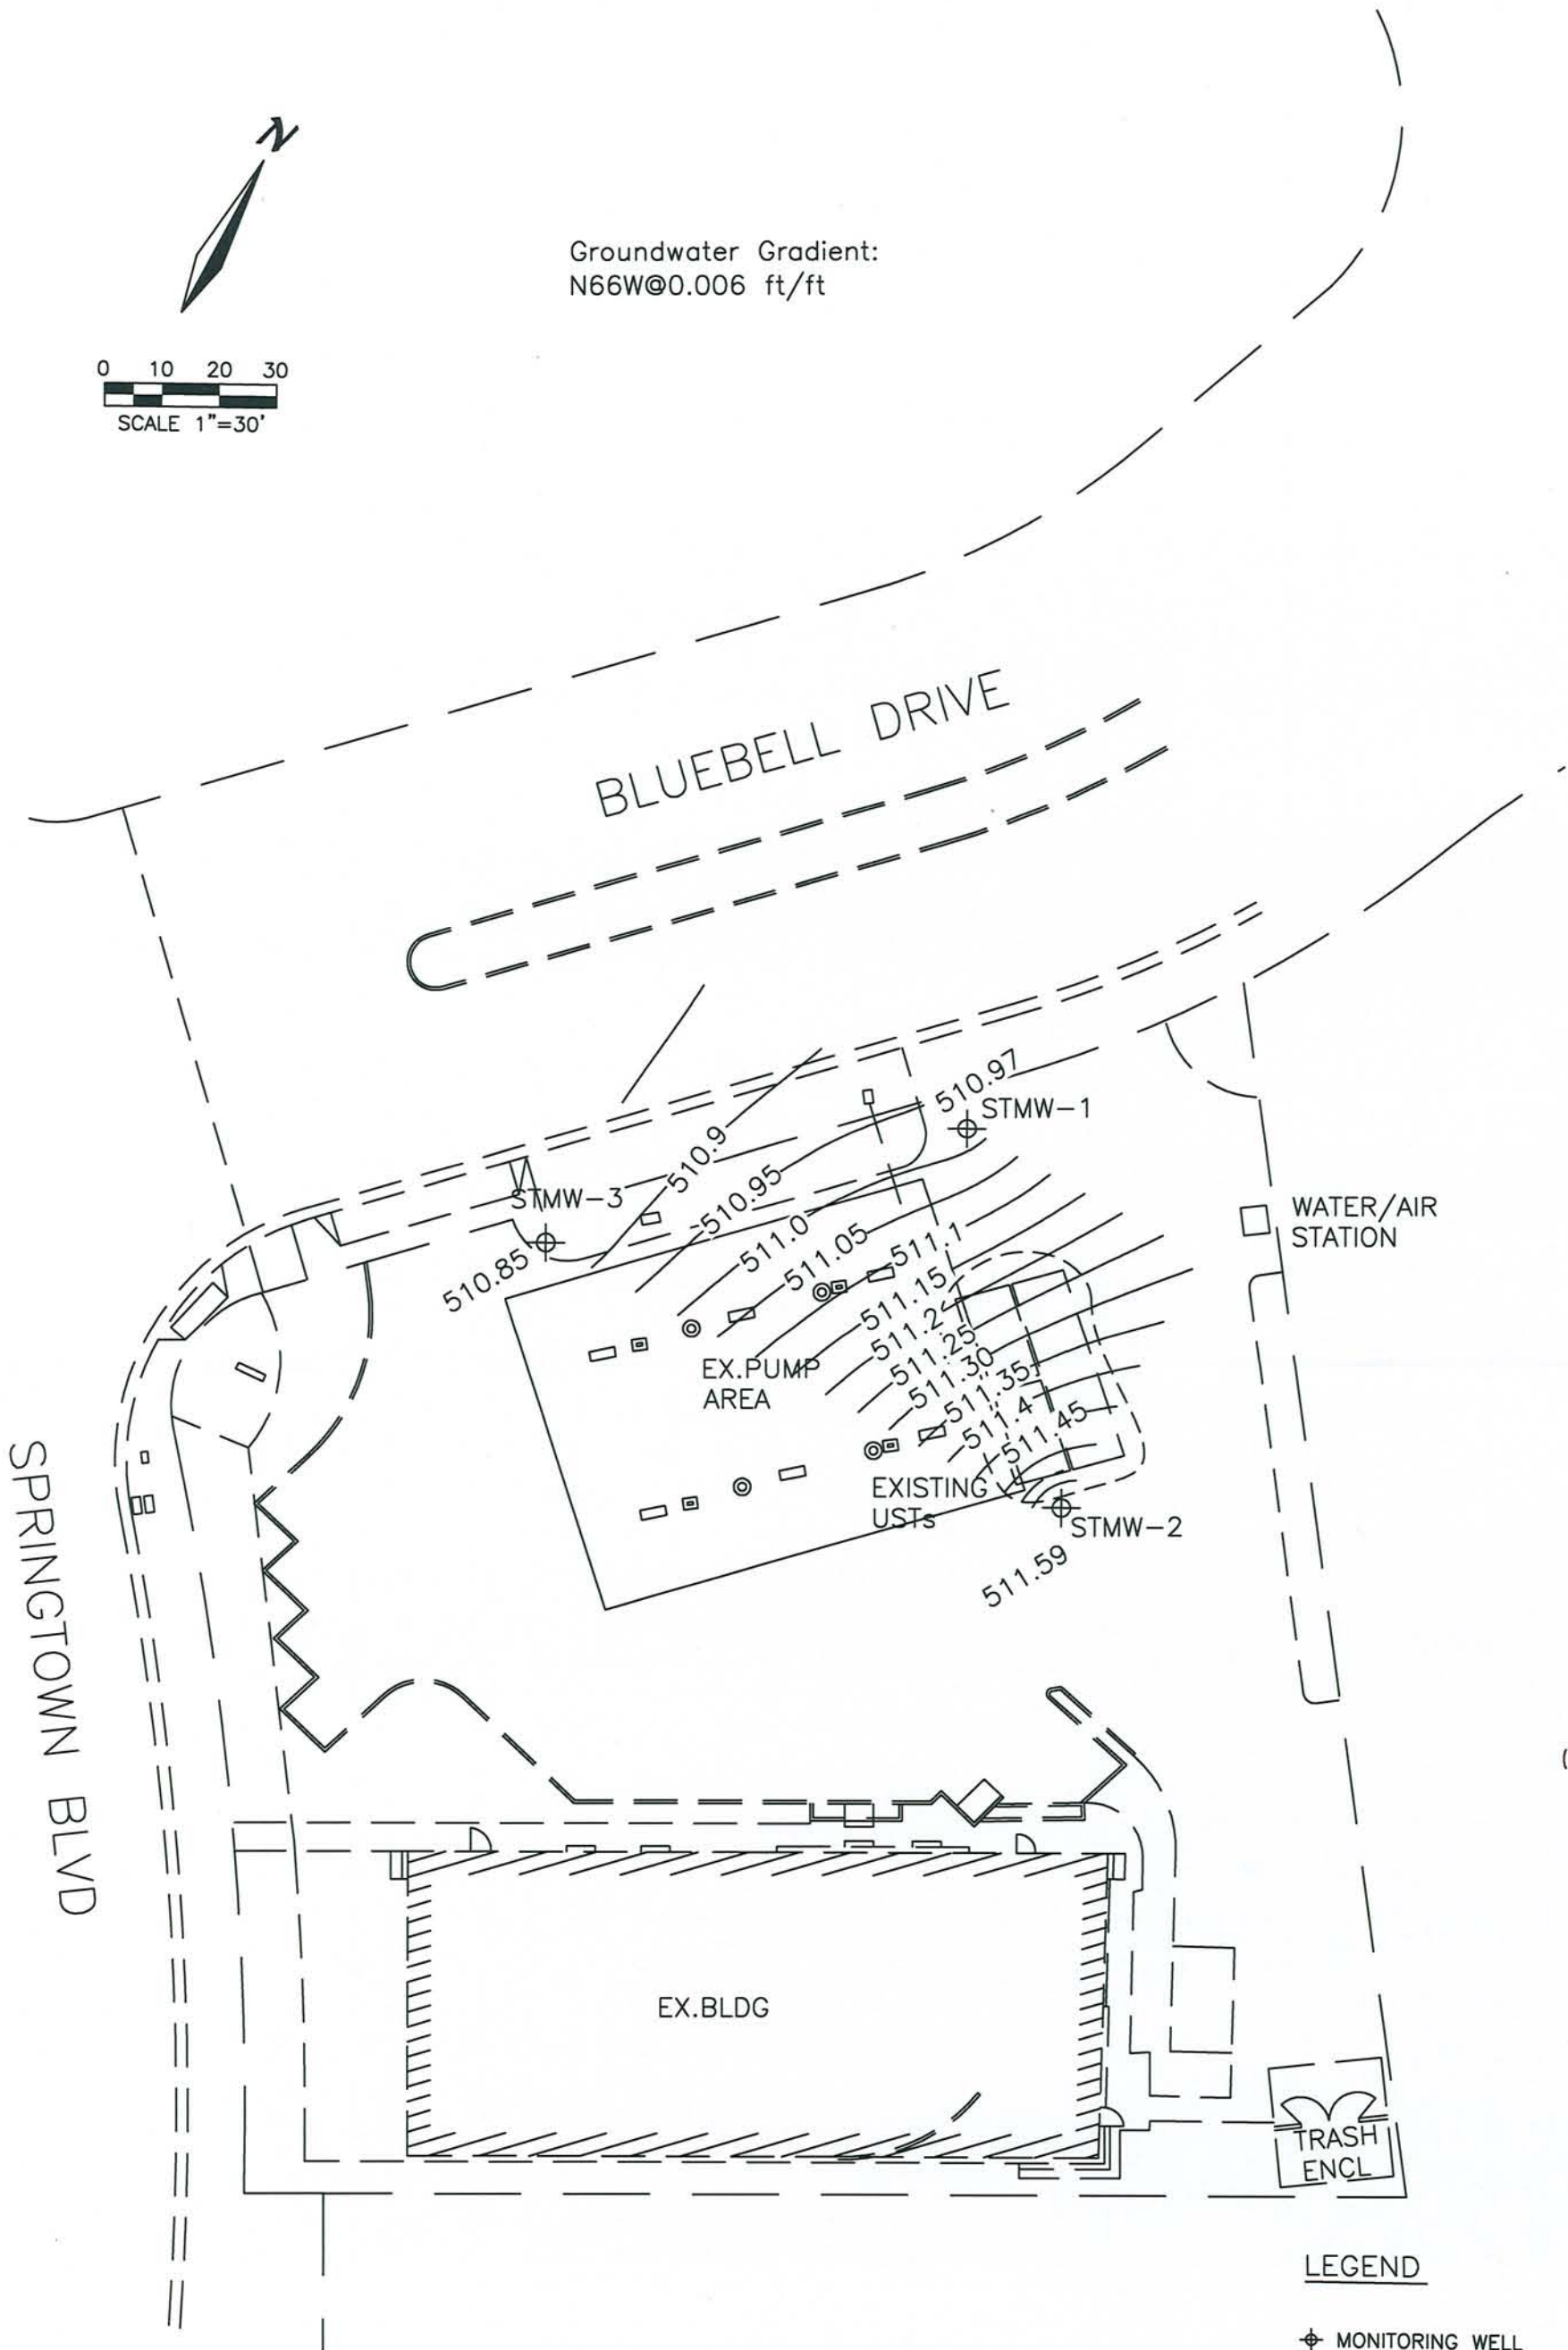 N
Groundwater Gradient:
N66W@0.006 ft/ft
0 10 20 30
SCALE 1"=30'
BLUEBELL DRIVE
510.97
STMW-1
510.9
STMW-3
510.95
WATER/AIR
STATION
511.0
511.05
511.1
510.85
511.15
511.2
511.25
511.30
511.35
511.4
511.45
EX.PUMP
AREA
EXISTING
USTs
STMW-2
511.59
SPRINGTOWN BLVD
EX.BLDG
TRASH
ENCL
LEGEND
MONITORING WELL